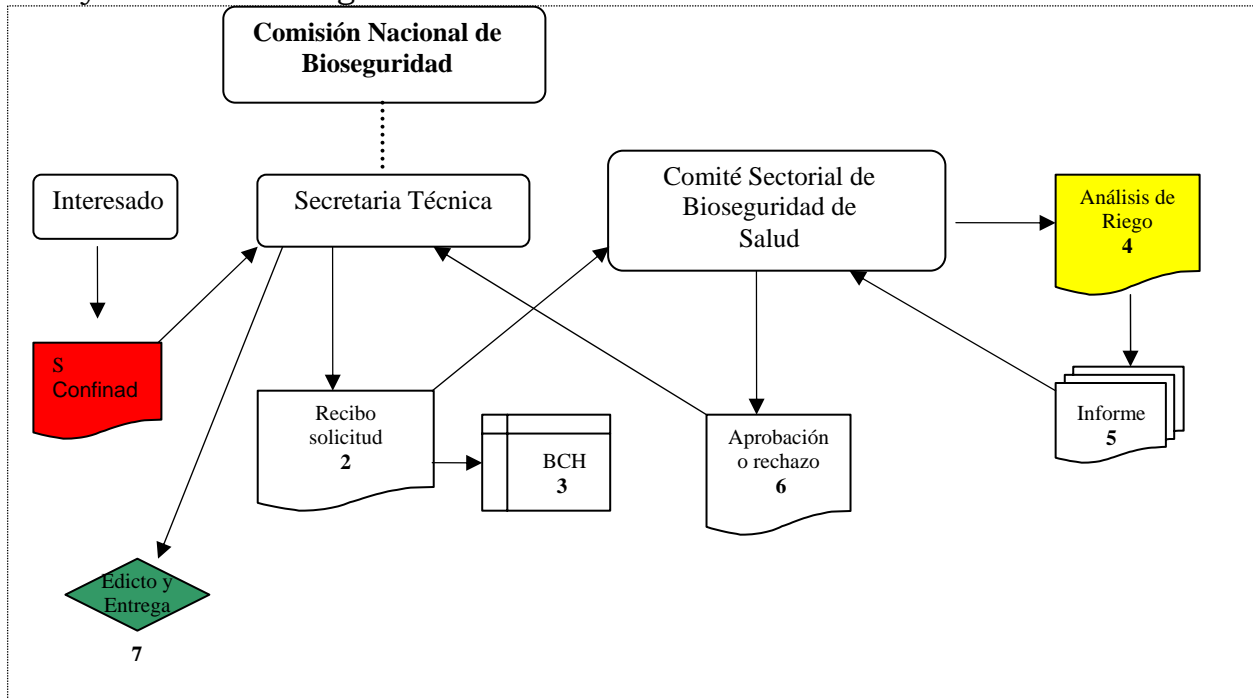 Comisión Nacional de
Bioseguridad
Interesado
Secretaria Técnica
Comité Sectorial de
Bioseguridad de
Salud
Análisis de
Riego
4
S
Confinad
Recibo
solicitud
2
BCH
3
Aprobación
o rechazo
6
Informe
5
Edicto y
Entrega
7